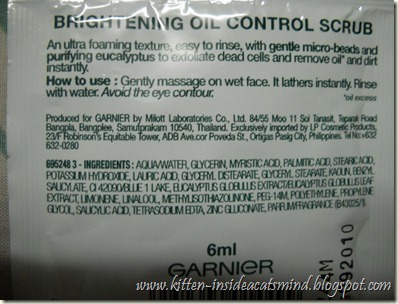 BRIGHTENING OIL CONTROL SCRUB
An ultra foaming texture, easy to rinse, with gentle micro-beads and
purifying eucalyptus to exfoliate dead cells and remove oil* and dirt
instantly.
How to use : Gently massage on wet face. It lathers instantly. Rinse
with water. Avoid the eye contour.
*oil excess
Produced for GARNIER by Milott Laboratories Co., Ltd. 84/55 Moo 11 Soi Tanasit, Teparak Road
Bangpla, Bangplee, Samutprakarn 10540, Thailand. Exclusively imported by LP Cosmetic Products,
23/F Robinson's Equitable Tower, ADB Ave.cor Poveda St., Ortigas Pasig City, Philippines. Tel No:+632
632-0280
695248 3 - INGREDIENTS: AQUA/WATER, GLYCERIN, MYRISTIC ACID, PALMITIC ACID, STEARIC ACID,
POTASSIUM HYDROXIDE, LAURIC ACID, GLYCERYL DISTEARATE, GLYCERYL STEARATE, KAOLIN, BENZYL
SALICYLATE, CI 42090/BLUE 1 LAKE, EUCALYPTUS GLOBULUS EXTRACT/EUCALYPTUS GLOBULUS LEAF
EXTRACT, LIMONENE, LINALOOL, METHYLISOTHIAZOLINONE, PEG-14M, POLYETHYLENE, PROPYLENE
GLYCOL, SALICYLIC ACID, TETRASODIUM EDTA, ZINC GLUCONATE, PARFUM/FRAGRANCE (B43025/1)
6ml
GARNIER
92010
www.kitten-insideacatsmind.blogspot.com